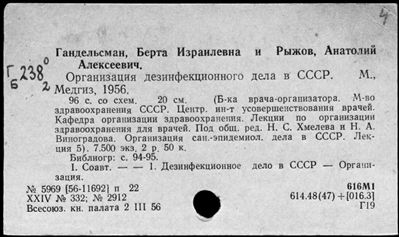 4
Гандельсман, Берта Израилевна и Рыжов, Анатолий
Алексеевич.
Г 238°
Б 2
Организация дезинфекционного дела в СССР. М.,
Медгиз, 1956.
96 с. со схем. 20 см. (Б-ка врача-организатора. М-во
здравоохранения СССР. Центр. ин-т усовершенствования врачей.
Кафедра организации здравоохранения. Лекции по организации
здравоохранения для врачей. Под общ. ред. Н. С. Хмелева и Н. А.
Виноградова. Организация сан.-эпидемиол. дела в СССР. Лек-
ция 5). 7.500 экз. 2 р. 50 к.
Библиогр: с. 94-95.
1. Соавт. — — 1. Дезинфекционное дело в СССР — Органи-
зация.
№ 5969 [56-11692] п 22
616М1
XXIV № 332; № 2912
614.48(47)+[016.3]
Всесоюз. кн. палата 2 III 56
Г19